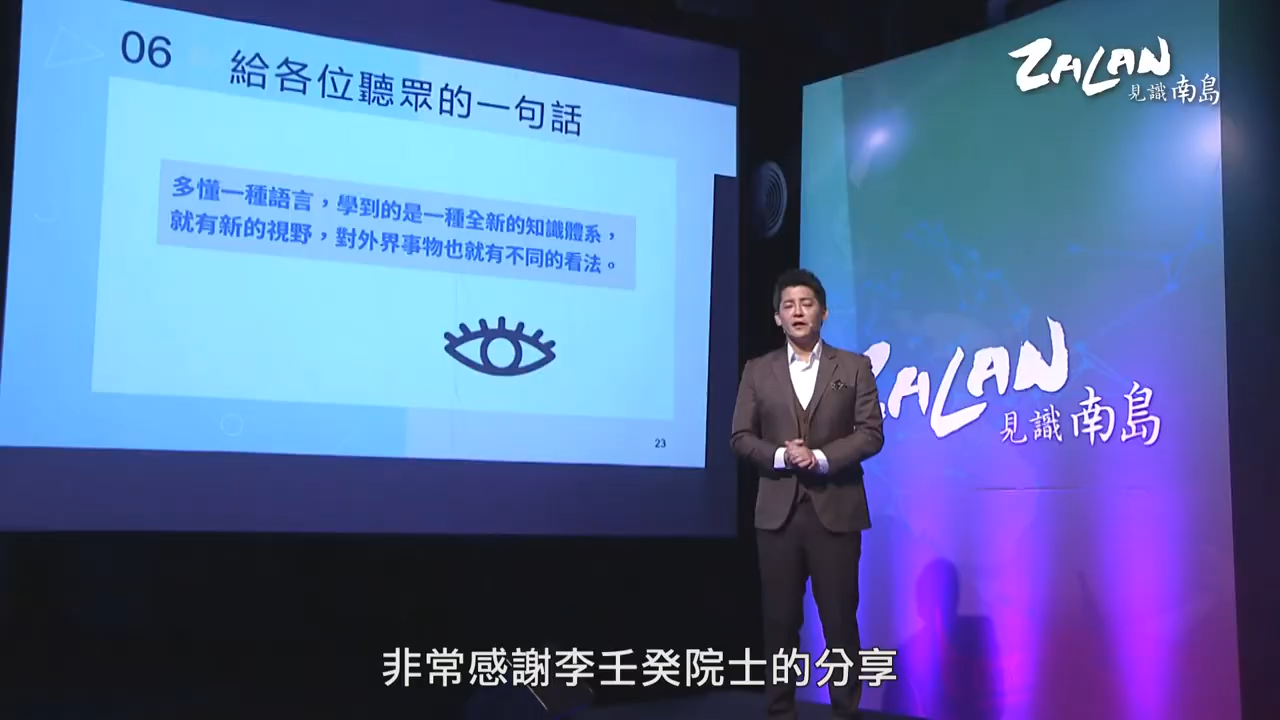 06 給各位聽眾的一句話
多懂一種語言，學到的是一種全新的知識體系，
就有新的視野，對外界事物也就有不同的看法。
23
ZALAN
見識南島
ZALAN
見識南島
非常感謝李壬癸院士的分享